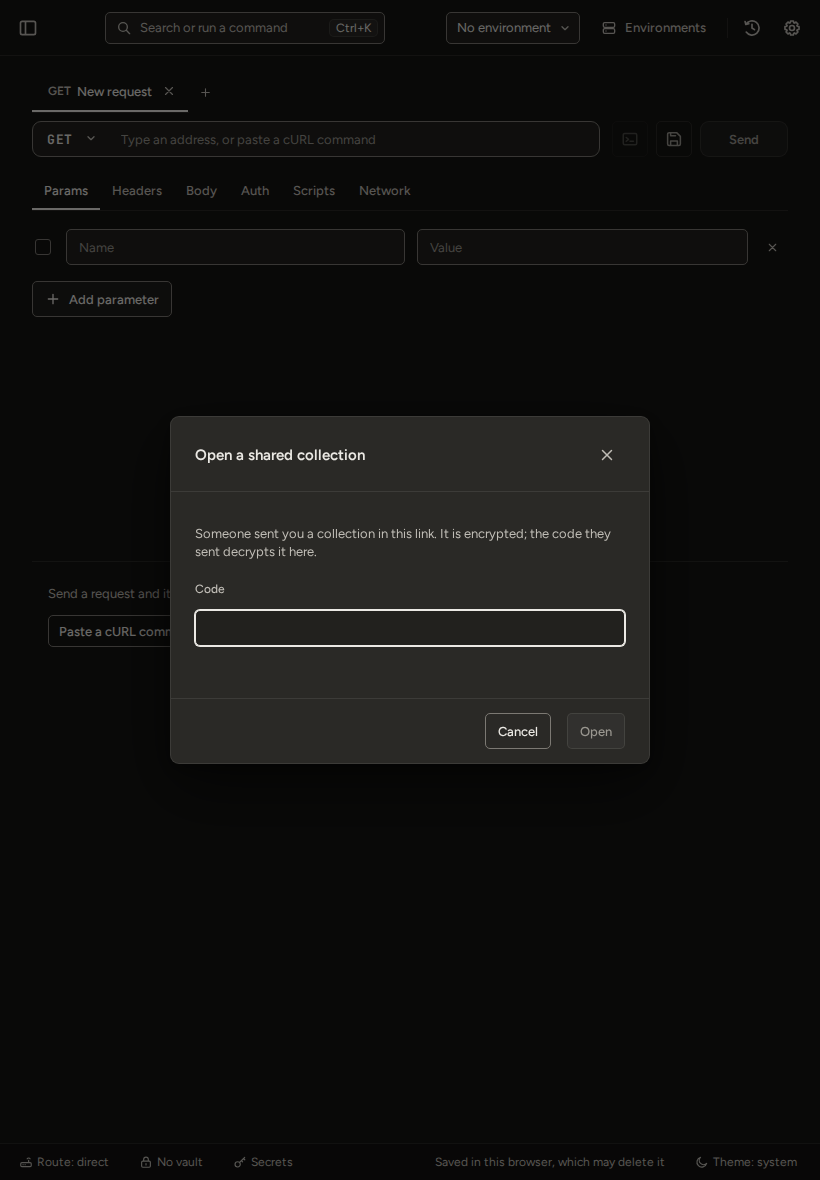 Search or run a command Ctrl+K No environment Environments
GET New request
GET Type an address, or paste a cURL command Send
Params Headers Body Auth Scripts Network
Name Value
Add parameter
Open a shared collection
Someone sent you a collection in this link. It is encrypted; the code they
sent decrypts it here.
Code
Send a request and it
Paste a cURL
Cancel Open
Route: direct No vault Secrets Saved in this browser, which may delete it Theme: system